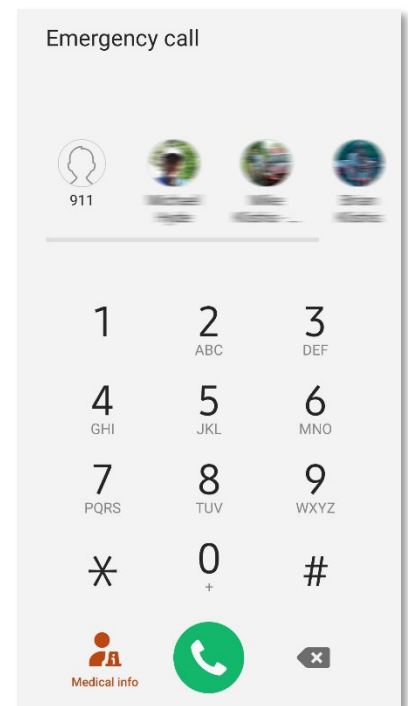 Emergency call
911
1 2 3
ABC DEF
4 5 6
GHI JKL MNO
7 8 9
PQRS TUV WXYZ
* 0 #
+
Medical info